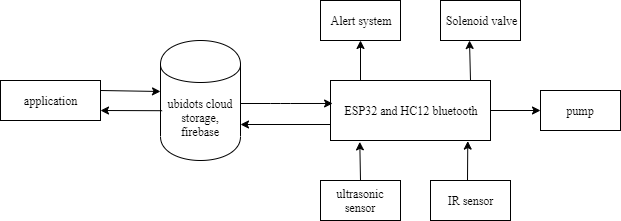 Alert system
Solenoid valve
application
ubidots cloud
storage,
firebase
ESP32 and HC12 bluetooth
pump
ultrasonic
sensor
IR sensor